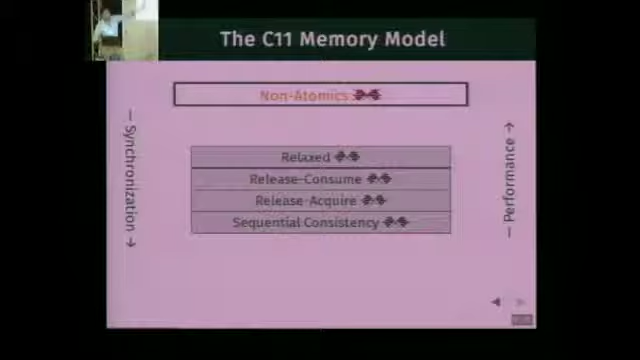 The C11 Memory Model
Non-Atomics
Relaxed
Release-Consume
Release-Acquire
Sequential Consistency
— Synchronization →
— Performance →